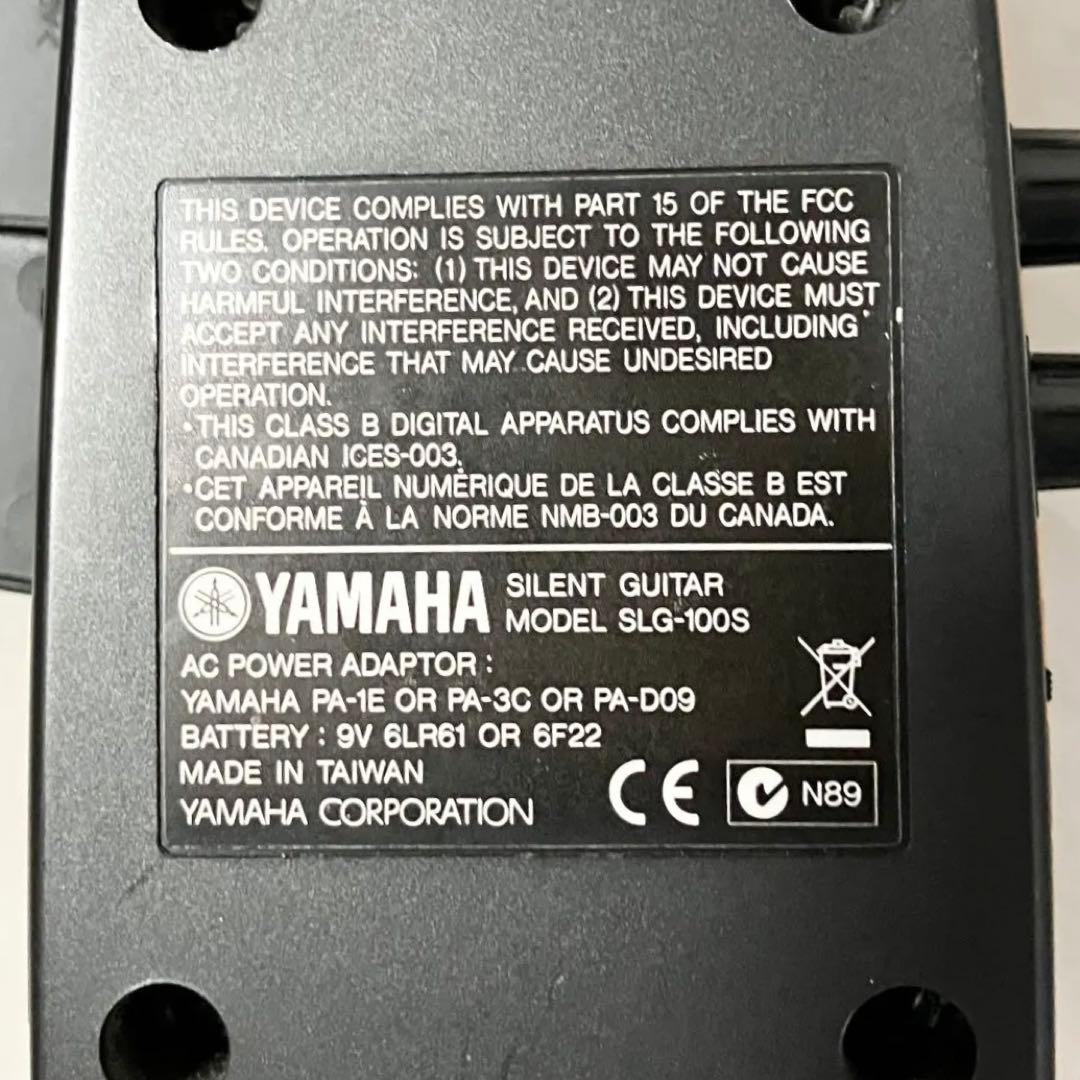 THIS DEVICE COMPLIES WITH PART 15 OF THE FCC
RULES. OPERATION IS SUBJECT TO THE FOLLOWING
TWO CONDITIONS: (1) THIS DEVICE MAY NOT CAUSE
HARMFUL INTERFERENCE, AND (2) THIS DEVICE MUST
ACCEPT ANY INTERFERENCE RECEIVED, INCLUDING
INTERFERENCE THAT MAY CAUSE UNDESIRED
OPERATION.
•THIS CLASS B DIGITAL APPARATUS COMPLIES WITH
CANADIAN ICES-003.
•CET APPAREIL NUMÈRIQUE DE LA CLASSE B EST
CONFORME À LA NORME NMB-003 DU CANADA.
YAMAHA SILENT GUITAR
MODEL SLG-100S
AC POWER ADAPTOR :
YAMAHA PA-1E OR PA-3C OR PA-D09
BATTERY : 9V 6LR61 OR 6F22
MADE IN TAIWAN
YAMAHA CORPORATION
CE N89